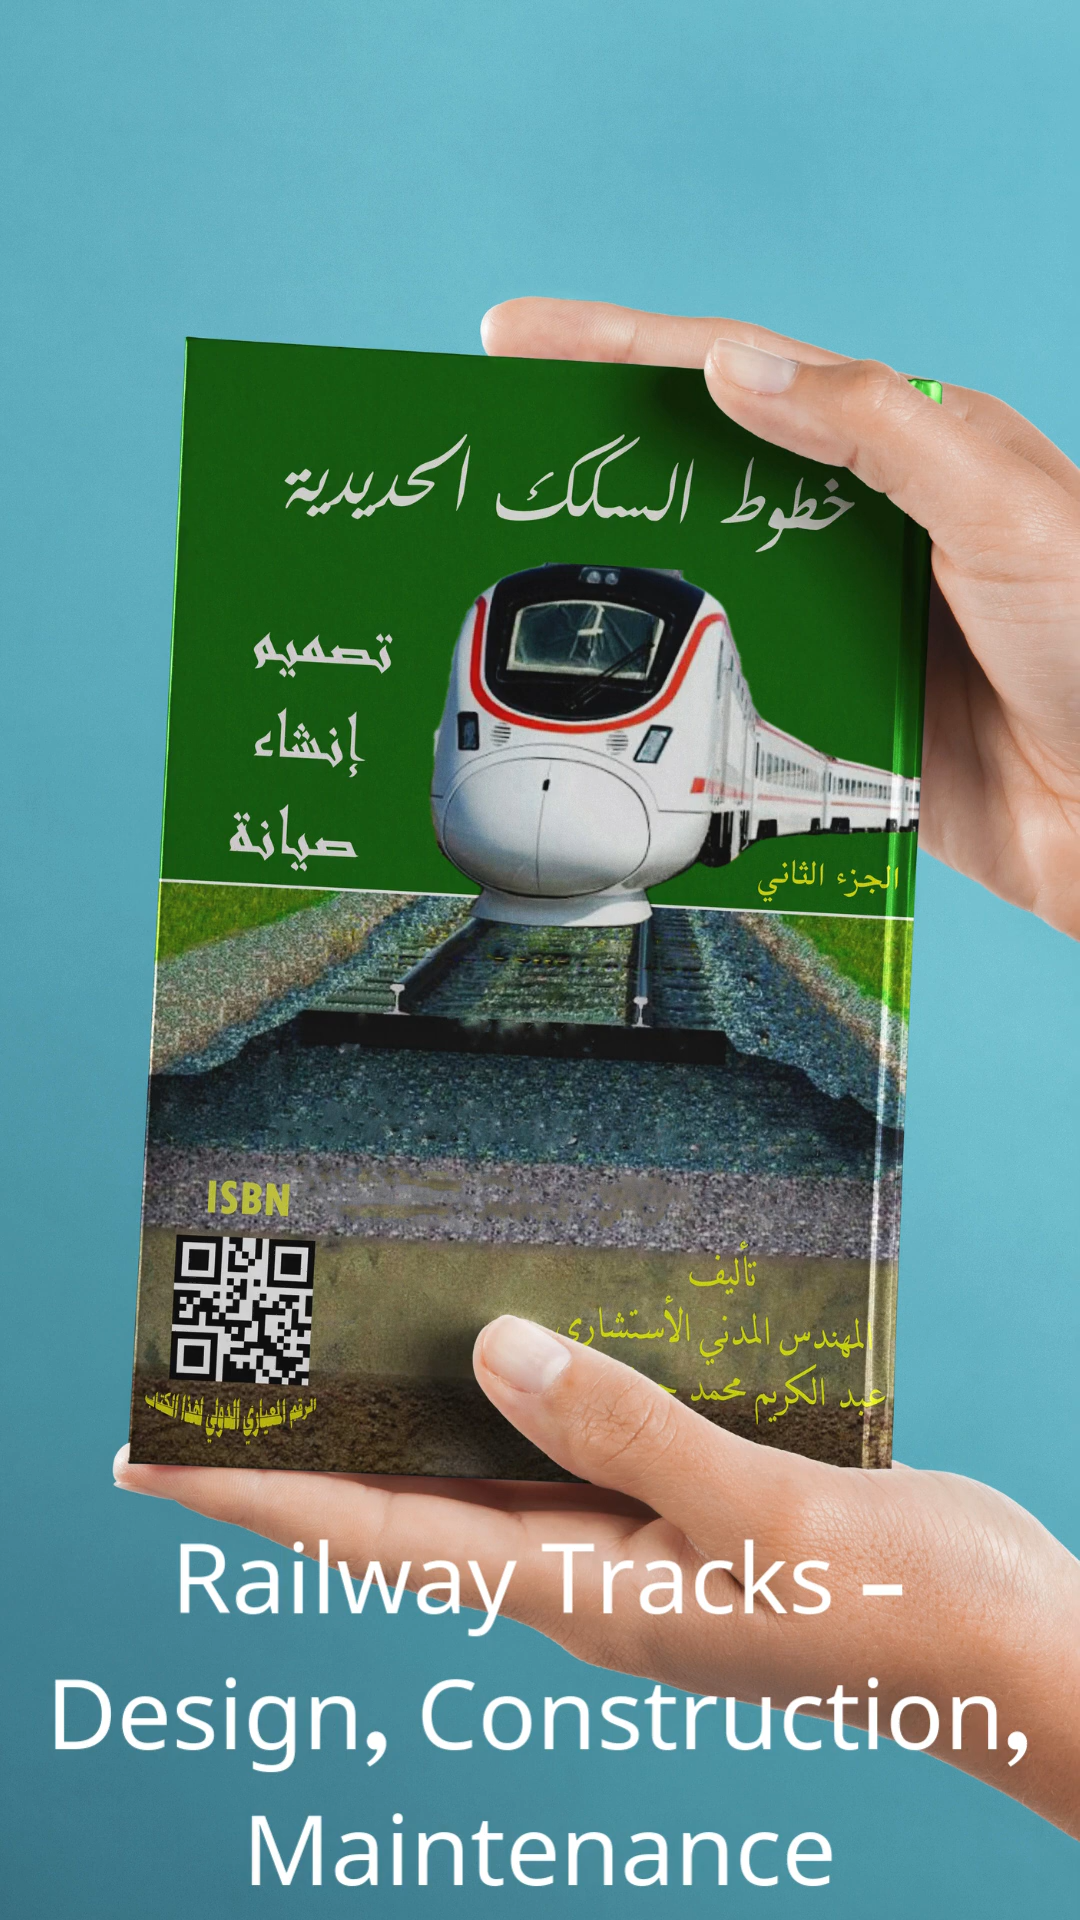 خطوط السكك الحديدية
تصميم
إنشاء
صيانة
الجزء الثاني
ISBN
تأليف
المهندس المدني الأستشاري
عبد الكريم محمد
الرقم المعياري الدولي لهذا الكتاب
Railway Tracks –
Design, Construction,
Maintenance